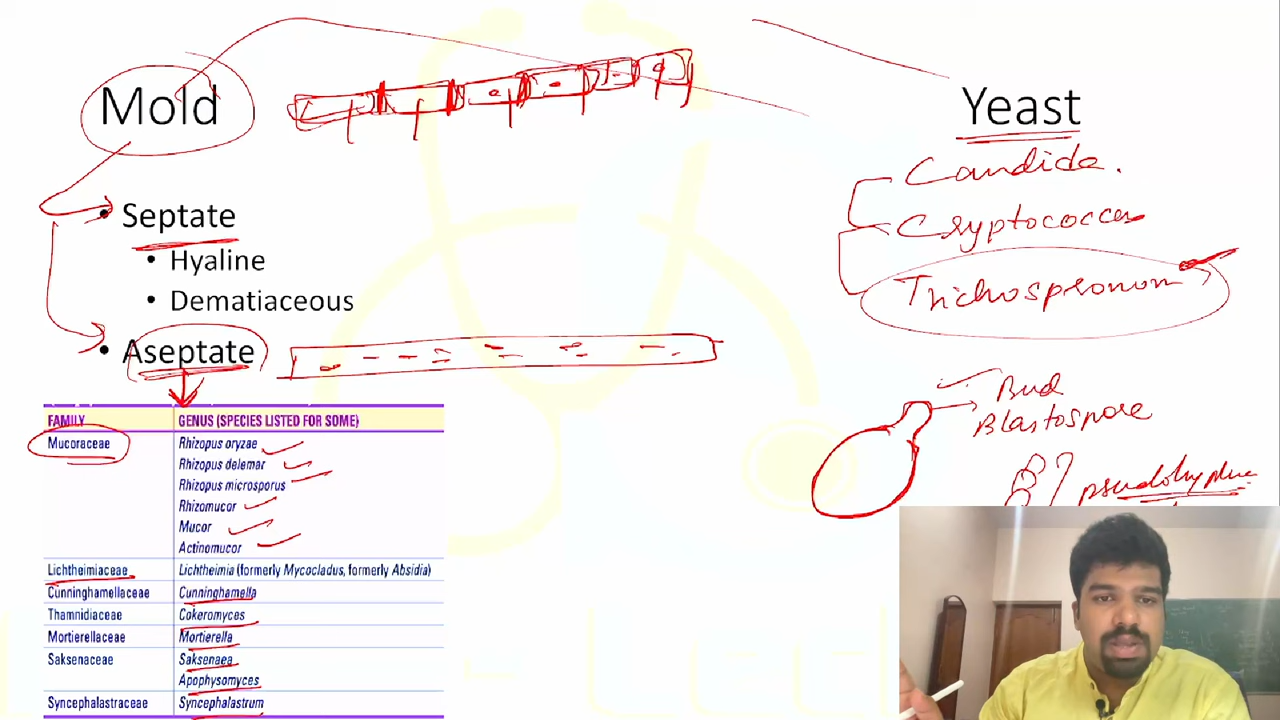 Mold
Yeast
Candida.
• Septate
Cryptococcus
• Hyaline
Trichosporonom
• Dematiaceous
• Aseptate
Bud
Blastospore
pseudohyphae
FAMILY GENUS (SPECIES LISTED FOR SOME)
Mucoraceae Rhizopus oryzae
Rhizopus delemar
Rhizopus microsporus
Rhizomucor
Mucor
Actinomucor
Lichtheimiaceae Lichtheimia (formerly Mycocladus, formerly Absidia)
Cunninghamellaceae Cunninghamella
Thamnidiaceae Cokeromyces
Mortierellaceae Mortierella
Saksenaceae Saksenaea
Apophysomyces
Syncephalastraceae Syncephalastrum